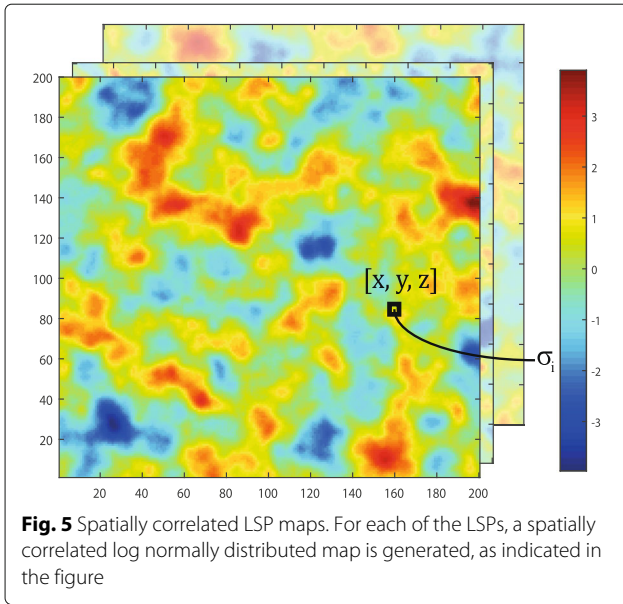 200
180
160
140
120
100
80
60
40
20
20 40 60 80 100 120 140 160 180 200
[x, y, z]
σi
3
2
1
0
-1
-2
-3
Fig. 5 Spatially correlated LSP maps. For each of the LSPs, a spatially
correlated log normally distributed map is generated, as indicated in
the figure